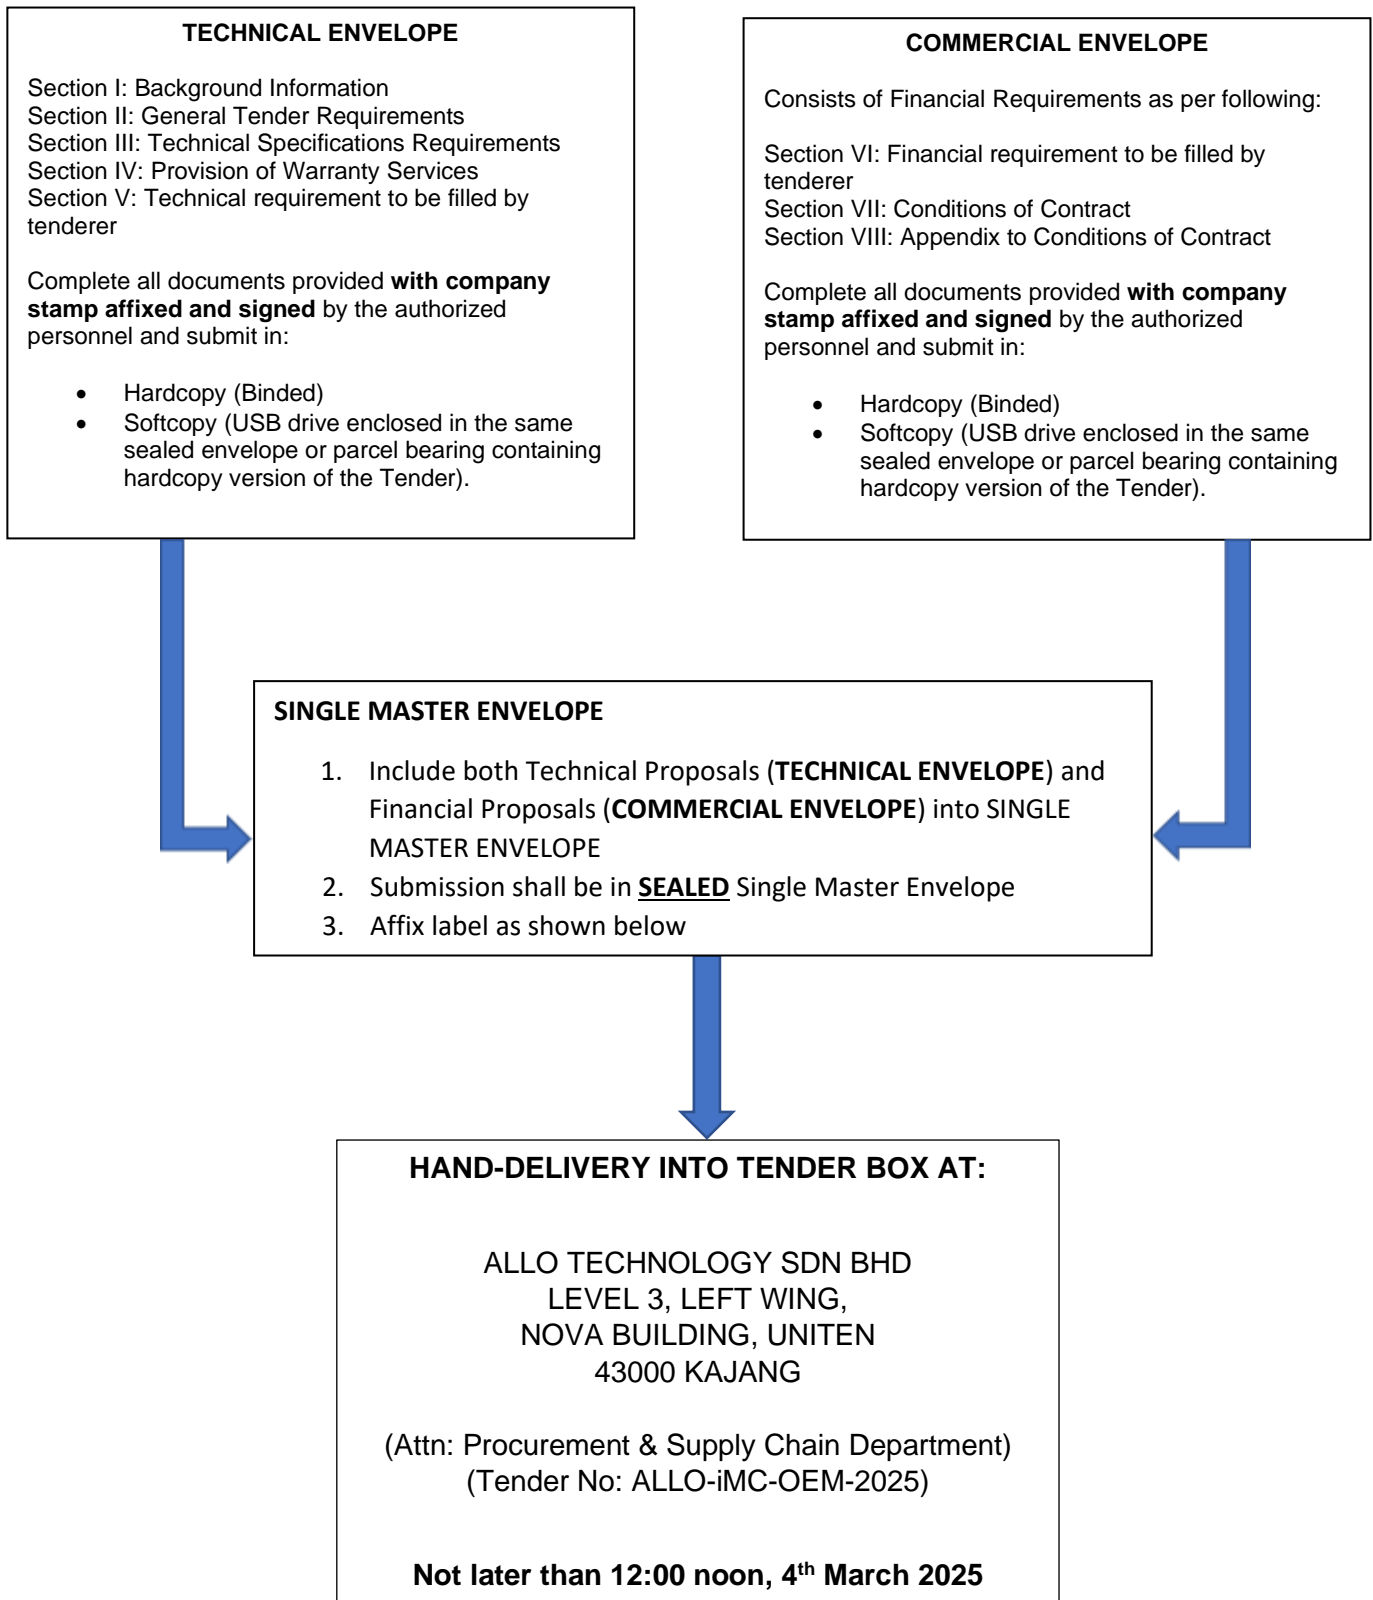 TECHNICAL ENVELOPE
Section I: Background Information
Section II: General Tender Requirements
Section III: Technical Specifications Requirements
Section IV: Provision of Warranty Services
Section V: Technical requirement to be filled by
tenderer
Complete all documents provided with company
stamp affixed and signed by the authorized
personnel and submit in:
• Hardcopy (Binded)
• Softcopy (USB drive enclosed in the same
sealed envelope or parcel bearing containing
hardcopy version of the Tender).
COMMERCIAL ENVELOPE
Consists of Financial Requirements as per following:
Section VI: Financial requirement to be filled by
tenderer
Section VII: Conditions of Contract
Section VIII: Appendix to Conditions of Contract
Complete all documents provided with company
stamp affixed and signed by the authorized
personnel and submit in:
• Hardcopy (Binded)
• Softcopy (USB drive enclosed in the same
sealed envelope or parcel bearing containing
hardcopy version of the Tender).
SINGLE MASTER ENVELOPE
1. Include both Technical Proposals (TECHNICAL ENVELOPE) and
Financial Proposals (COMMERCIAL ENVELOPE) into SINGLE
MASTER ENVELOPE
2. Submission shall be in SEALED Single Master Envelope
3. Affix label as shown below
HAND-DELIVERY INTO TENDER BOX AT:
ALLO TECHNOLOGY SDN BHD
LEVEL 3, LEFT WING,
NOVA BUILDING, UNITEN
43000 KAJANG
(Attn: Procurement & Supply Chain Department)
(Tender No: ALLO-iMC-OEM-2025)
Not later than 12:00 noon, 4th March 2025